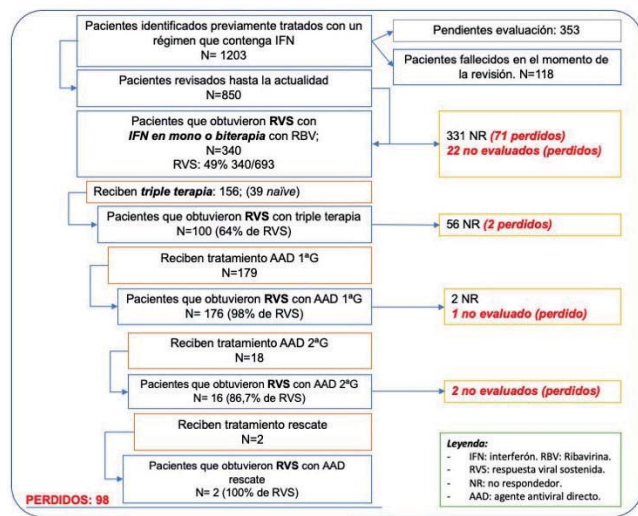 Pacientes identificados previamente tratados con un
régimen que contenga IFN
N= 1203
Pendientes evaluación: 353
Pacientes fallecidos en el momento de
la revisión. N=118
Pacientes revisados hasta la actualidad
N=850
Pacientes que obtuvieron RVS con
IFN en mono o biterapia con RBV;
N=340
RVS: 49% 340/693
331 NR (71 perdidos)
22 no evaluados (perdidos)
Reciben triple terapia: 156; (39 naïve)
Pacientes que obtuvieron RVS con triple terapia
N=100 (64% de RVS)
56 NR (2 perdidos)
Reciben tratamiento AAD 1ªG
N=179
Pacientes que obtuvieron RVS con AAD 1ªG
N= 176 (98% de RVS)
2 NR
1 no evaluado (perdido)
Reciben tratamiento AAD 2ªG
N=18
Pacientes que obtuvieron RVS con AAD 2ªG
N= 16 (86,7% de RVS)
2 no evaluados (perdidos)
Reciben tratamiento rescate
N=2
Pacientes que obtuvieron RVS con AAD
rescate
N= 2 (100% de RVS)
PERDIDOS: 98
Leyenda:
- IFN: interferón. RBV: Ribavirina.
- RVS: respuesta viral sostenida.
- NR: no respondedor.
- AAD: agente antiviral directo.